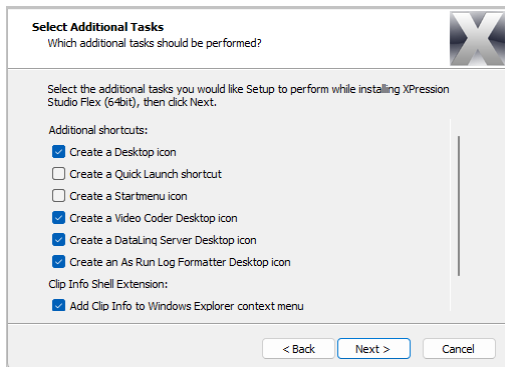 Select Additional Tasks
Which additional tasks should be performed?
Select the additional tasks you would like Setup to perform while installing XPression
Studio Flex (64bit), then click Next.
Additional shortcuts:
Create a Desktop icon
Create a Quick Launch shortcut
Create a Startmenu icon
Create a Video Coder Desktop icon
Create a DataLinq Server Desktop icon
Create an As Run Log Formatter Desktop icon
Clip Info Shell Extension:
Add Clip Info to Windows Explorer context menu
< Back Next > Cancel